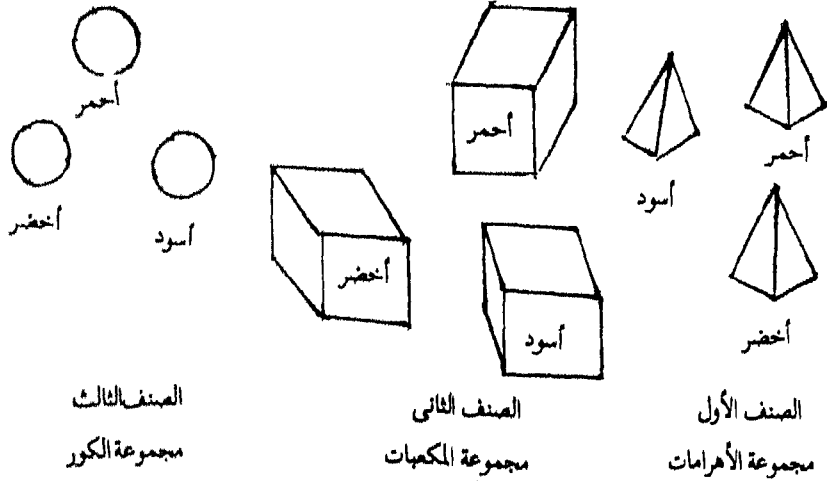 أحمر
أخضر
أسود
أحمر
أخضر
أسود
أحمر
أسود
أخضر
الصنف الأول
مجموعة الأهرامات
الصنف الثانى
مجموعة المكعبات
الصنف الثالث
مجموعة الكور